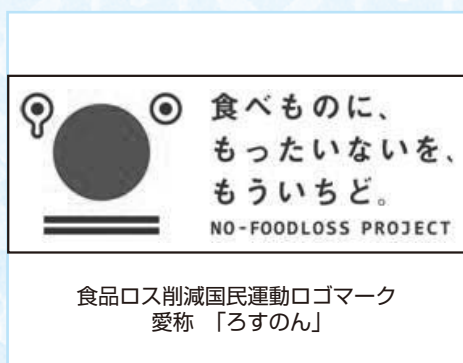 食べものに、
もったいないを、
もういちど。
NO-FOODLOSS PROJECT
食品ロス削減国民運動ロゴマーク
愛称 「ろすのん」